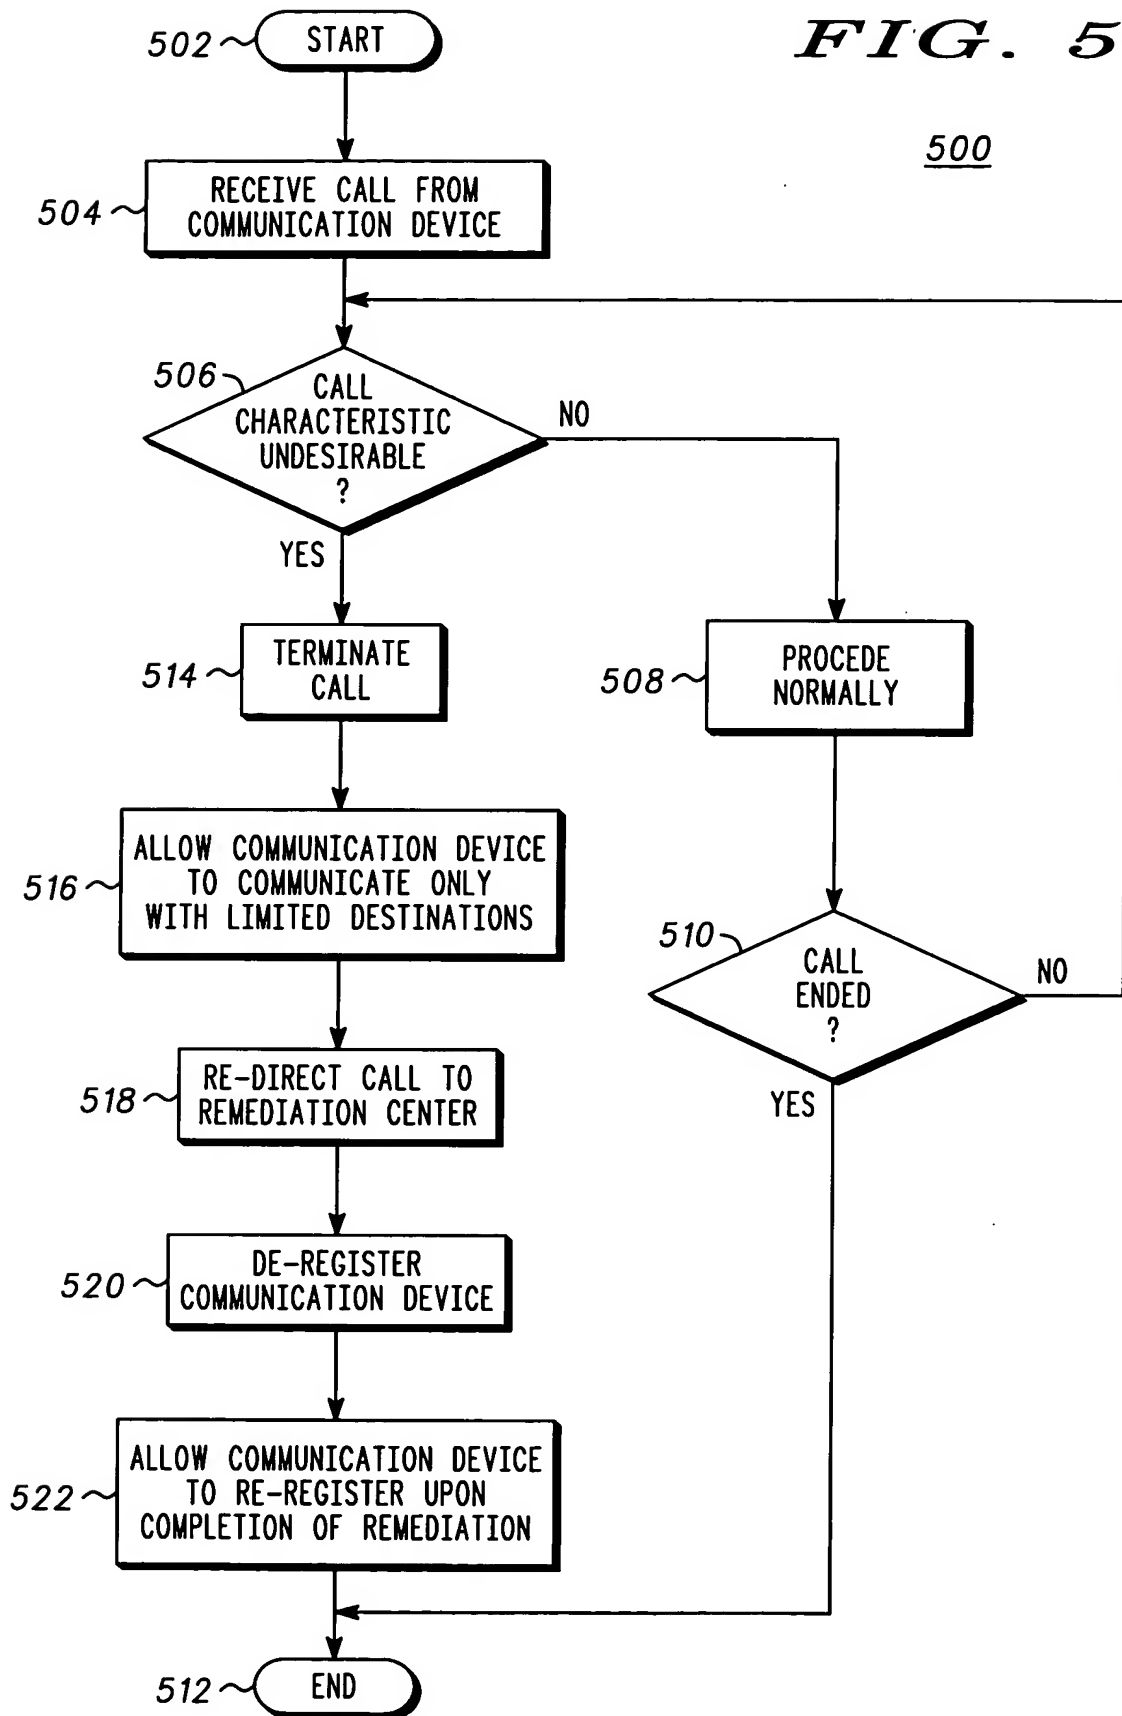 FIG. 5
500
502
START
504
RECEIVE CALL FROM
COMMUNICATION DEVICE
506
CALL
CHARACTERISTIC
UNDESIRABLE
?
NO
YES
514
TERMINATE
CALL
508
PROCEDE
NORMALLY
516
ALLOW COMMUNICATION DEVICE
TO COMMUNICATE ONLY
WITH LIMITED DESTINATIONS
510
CALL
ENDED
?
NO
YES
518
RE-DIRECT CALL TO
REMEDIATION CENTER
520
DE-REGISTER
COMMUNICATION DEVICE
522
ALLOW COMMUNICATION DEVICE
TO RE-REGISTER UPON
COMPLETION OF REMEDIATION
512
END